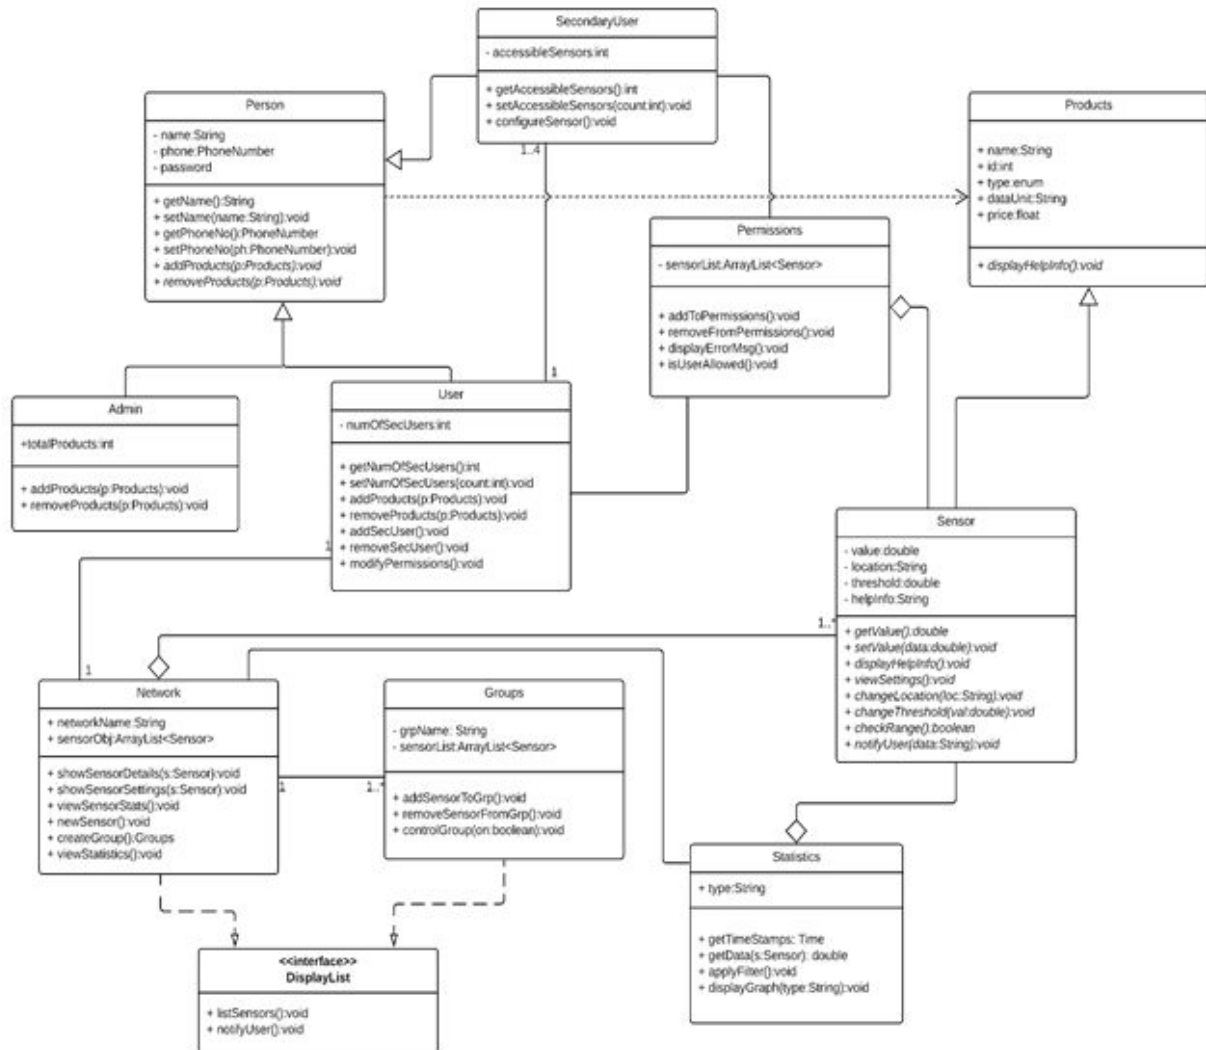 SecondaryUser
- accessibleSensors:int
+ getAccessibleSensors():int
+ setAccessibleSensors(count:int):void
+ configureSensor():void
1..4
Person
- name:String
- phone:PhoneNumber
- password
+ getName():String
+ setName(name:String):void
+ getPhoneNo():PhoneNumber
+ setPhoneNo(ph:PhoneNumber):void
+ addProducts(p:Products):void
+ removeProducts(p:Products):void
Products
+ name:String
+ id:int
+ type:enum
+ dataUnit:String
+ price:float
+ displayHelpInfo():void
Permissions
- sensorList:ArrayList<Sensor>
+ addToPermissions():void
+ removeFromPermissions():void
+ displayErrorMsg():void
+ isUserAllowed():void
Admin
+totalProducts:int
+ addProducts(p:Products):void
+ removeProducts(p:Products):void
1
User
- numOfSecUsers:int
+ getNumOfSecUsers():int
+ setNumOfSecUsers(count:int):void
+ addProducts(p:Products):void
+ removeProducts(p:Products):void
+ addSecUser():void
+ removeSecUser():void
+ modifyPermissions():void
1
Sensor
- value:double
- location:String
- threshold:double
- helpInfo:String
+ getValue():double
+ setValue(data:double):void
+ displayHelpInfo():void
+ viewSettings():void
+ changeLocation(loc:String):void
+ changeThreshold(val:double):void
+ checkRange():boolean
+ notifyUser(data:String):void
1..*
1
Network
+ networkName:String
+ sensorObj:ArrayList<Sensor>
+ showSensorDetails(s:Sensor):void
+ showSensorSettings(s:Sensor):void
+ viewSensorStats():void
+ newSensor():void
+ createGroup():Groups
+ viewStatistics():void
1
1..*
Groups
- grpName: String
- sensorList:ArrayList<Sensor>
+ addSensorToGrp():void
+ removeSensorFromGrp():void
+ controlGroup(on:boolean):void
Statistics
+ type:String
+ getTimeStamps: Time
+ getData(s:Sensor): double
+ applyFilter():void
+ displayGraph(type:String):void
<<interface>>
DisplayList
+ listSensors():void
+ notifyUser():void